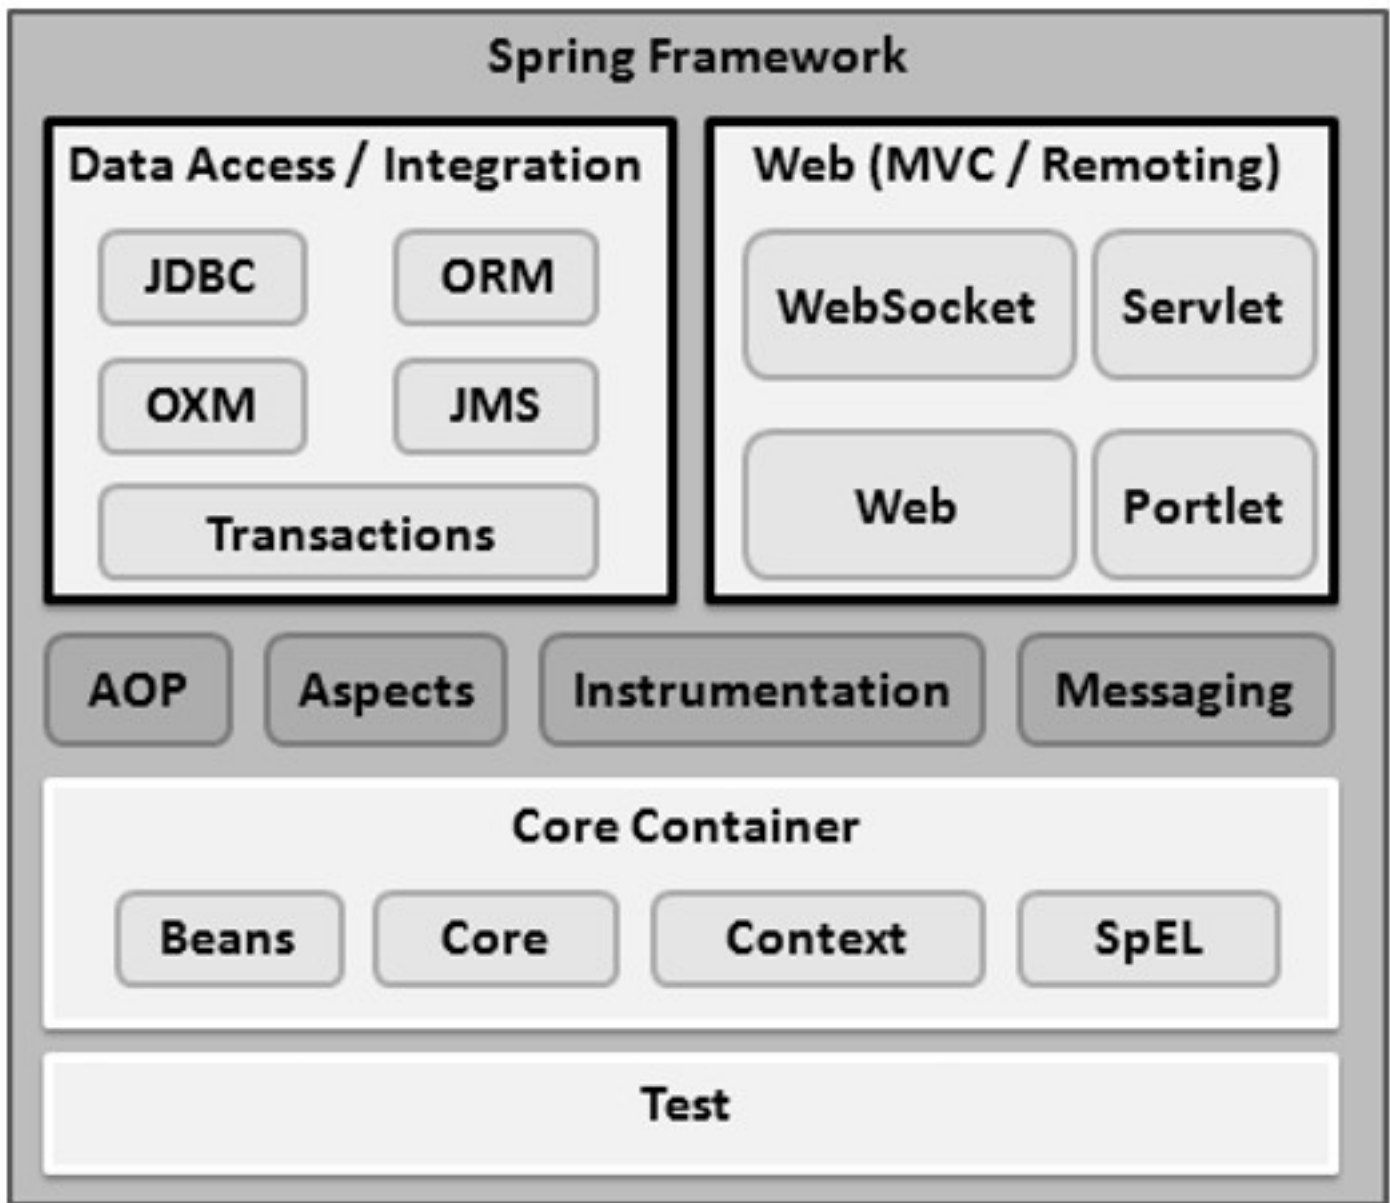 Spring Framework
Data Access / Integration
JDBC ORM
OXM JMS
Transactions
Web (MVC / Remoting)
WebSocket Servlet
Web Portlet
AOP Aspects Instrumentation Messaging
Core Container
Beans Core Context SpEL
Test